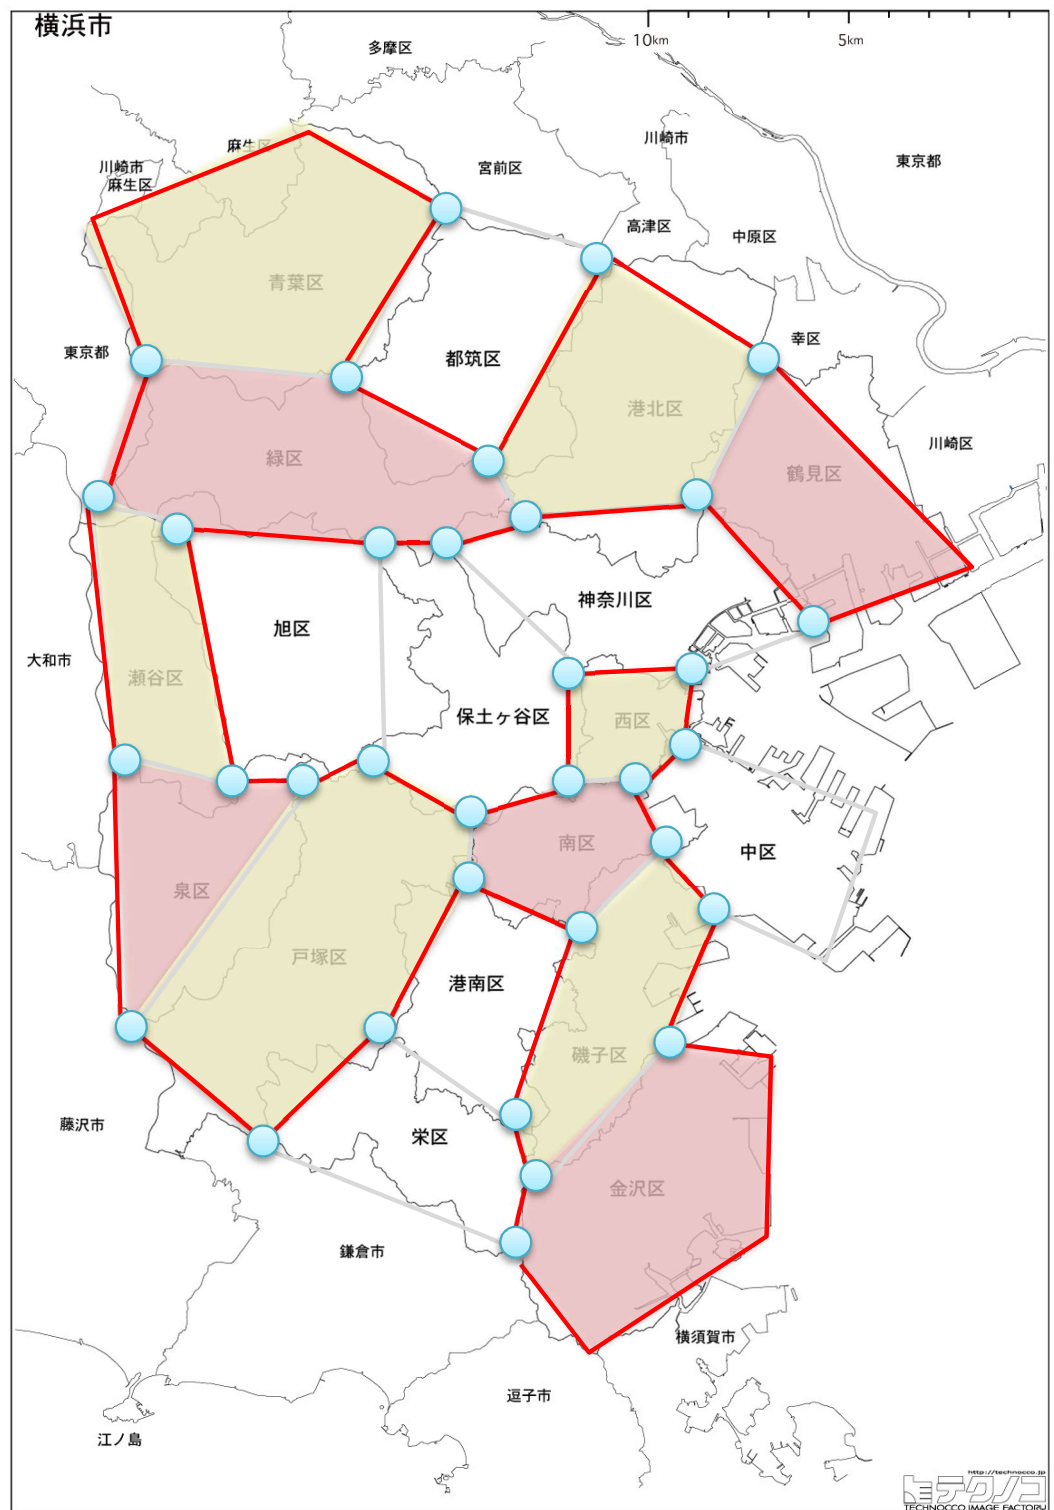 横浜市
10km
5km
多摩区
川崎市
麻生区
川崎市
麻生区
宮前区
東京都
高津区
中原区
青葉区
幸区
東京都
都筑区
港北区
川崎区
緑区
鶴見区
神奈川区
旭区
大和市
瀬谷区
保土ヶ谷区
西区
南区
中区
泉区
戸塚区
港南区
磯子区
藤沢市
栄区
金沢区
鎌倉市
横須賀市
逗子市
江ノ島
http://technocco.jp
テクノコ
TECHNOCCO IMAGE FACTORY